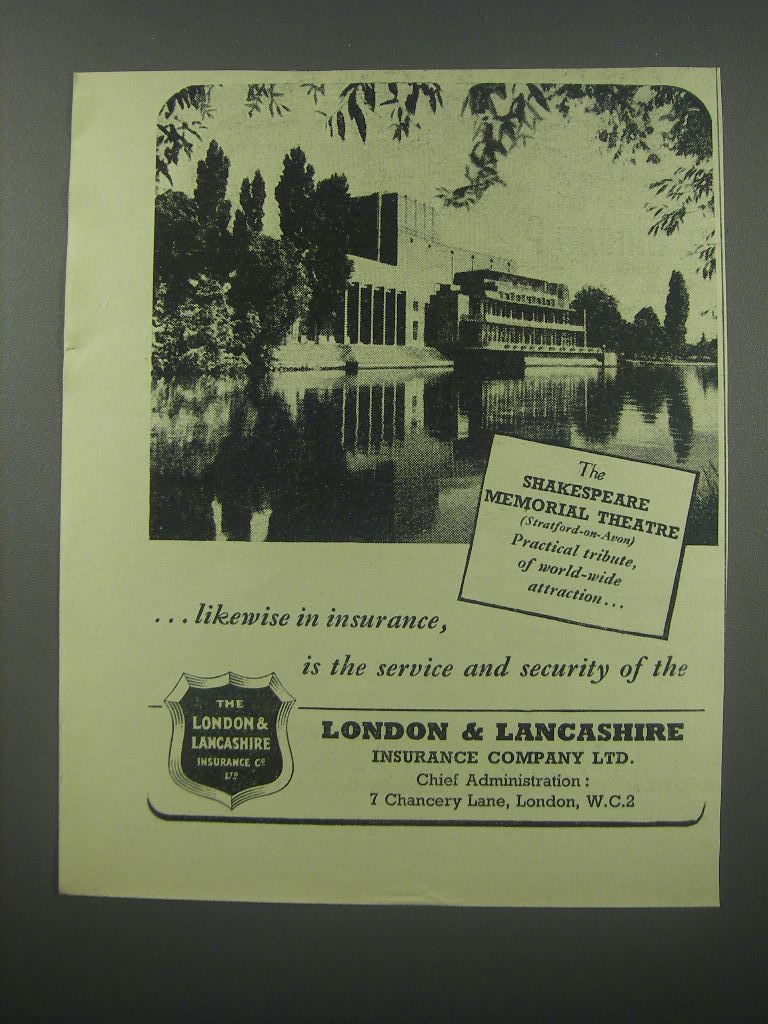 The
SHAKESPEARE
MEMORIAL THEATRE
(Stratford-on-Avon)
Practical tribute,
of world-wide
attraction...
...likewise in insurance,
is the service and security of the
THE
LONDON &
LANCASHIRE
INSURANCE Cº
LTD
LONDON & LANCASHIRE
INSURANCE COMPANY LTD.
Chief Administration:
7 Chancery Lane, London, W.C.2